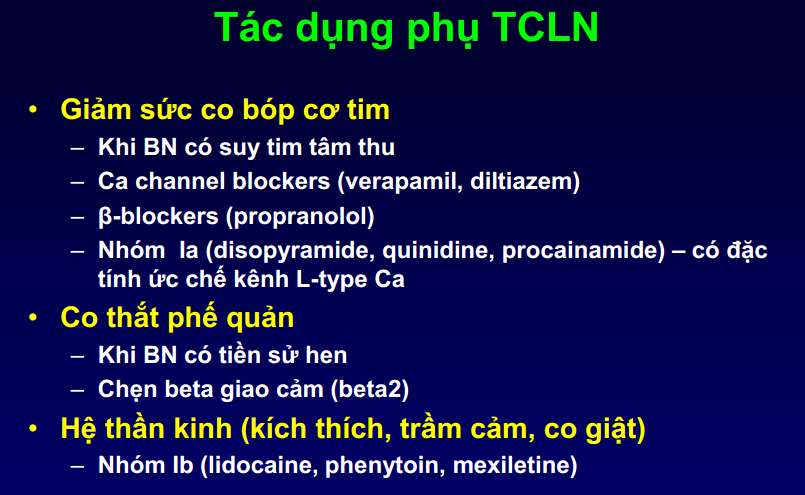 Tác dụng phụ TCLN
• Giảm sức co bóp cơ tim
– Khi BN có suy tim tâm thu
– Ca channel blockers (verapamil, diltiazem)
– β-blockers (propranolol)
– Nhóm Ia (disopyramide, quinidine, procainamide) – có đặc
tính ức chế kênh L-type Ca
• Co thắt phế quản
– Khi BN có tiền sử hen
– Chẹn beta giao cảm (beta2)
• Hệ thần kinh (kích thích, trầm cảm, co giật)
– Nhóm Ib (lidocaine, phenytoin, mexiletine)